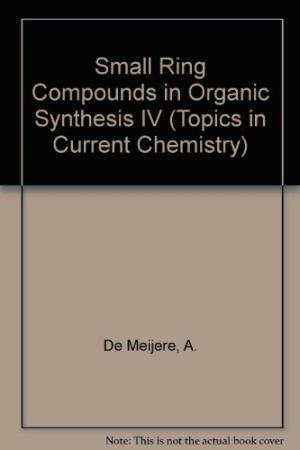 Small Ring
Compounds in Organic
Synthesis IV (Topics in
Current Chemistry)
De Meijere, A.
Note: This is not the actual book cover